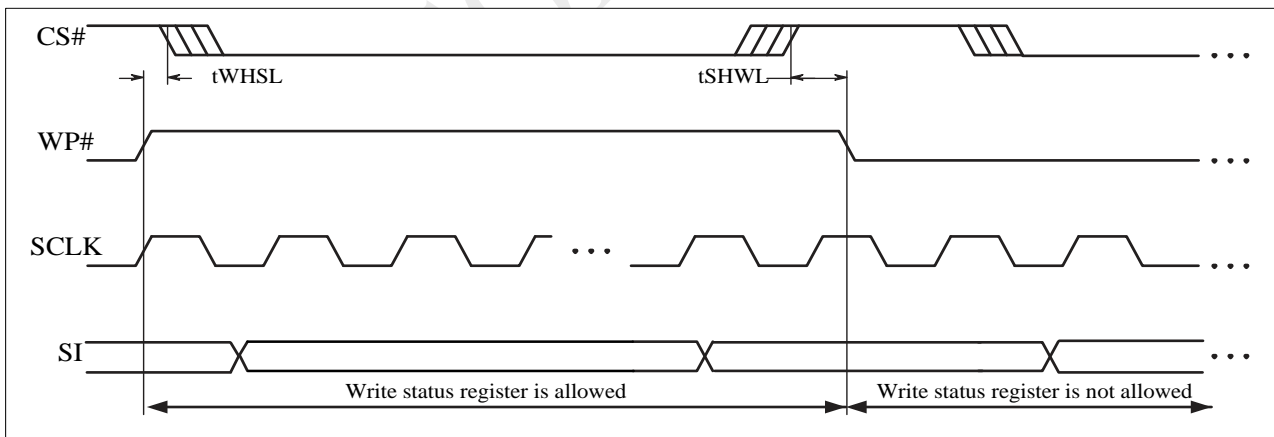 CS#
tWHSL
tSHWL
WP#
SCLK
SI
Write status register is allowed
Write status register is not allowed